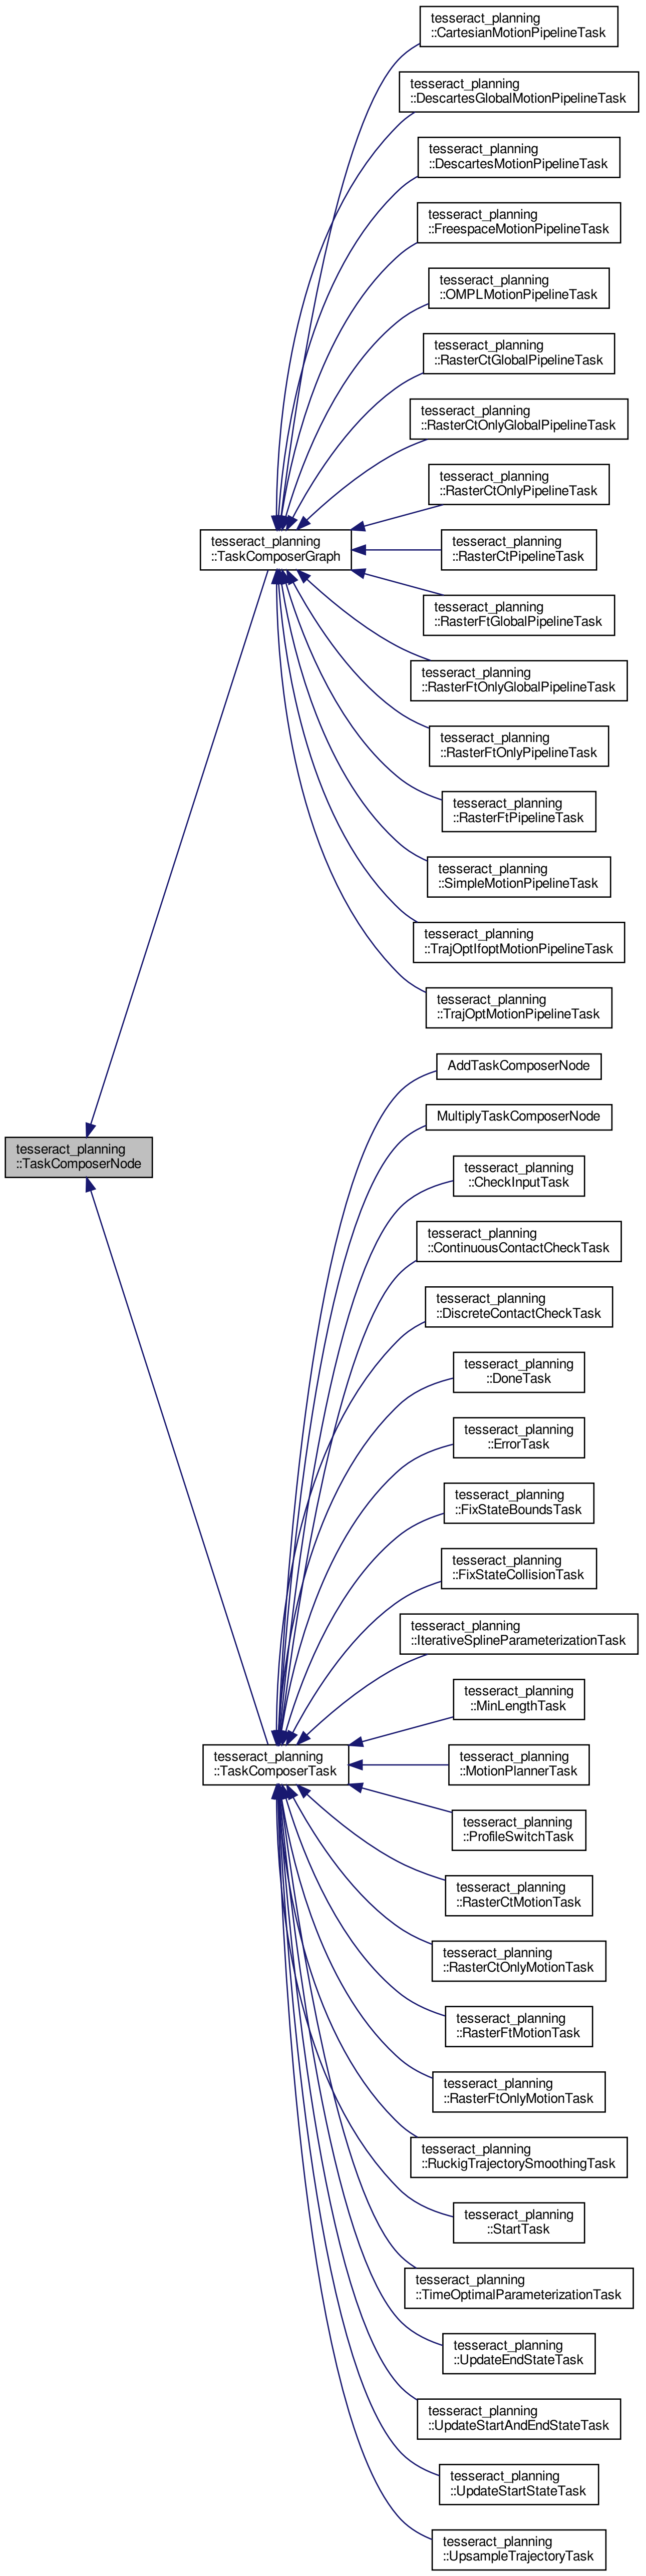 tesseract_planning
::CartesianMotionPipelineTask
tesseract_planning
::DescartesGlobalMotionPipelineTask
tesseract_planning
::DescartesMotionPipelineTask
tesseract_planning
::FreespaceMotionPipelineTask
tesseract_planning
::OMPLMotionPipelineTask
tesseract_planning
::RasterCtGlobalPipelineTask
tesseract_planning
::RasterCtOnlyGlobalPipelineTask
tesseract_planning
::RasterCtOnlyPipelineTask
tesseract_planning
::TaskComposerGraph
tesseract_planning
::RasterCtPipelineTask
tesseract_planning
::RasterFtGlobalPipelineTask
tesseract_planning
::RasterFtOnlyGlobalPipelineTask
tesseract_planning
::RasterFtOnlyPipelineTask
tesseract_planning
::RasterFtPipelineTask
tesseract_planning
::SimpleMotionPipelineTask
tesseract_planning
::TrajOptIfoptMotionPipelineTask
tesseract_planning
::TrajOptMotionPipelineTask
AddTaskComposerNode
MultiplyTaskComposerNode
tesseract_planning
::TaskComposerNode
tesseract_planning
::CheckInputTask
tesseract_planning
::ContinuousContactCheckTask
tesseract_planning
::DiscreteContactCheckTask
tesseract_planning
::DoneTask
tesseract_planning
::ErrorTask
tesseract_planning
::FixStateBoundsTask
tesseract_planning
::FixStateCollisionTask
tesseract_planning
::IterativeSplineParameterizationTask
tesseract_planning
::MinLengthTask
tesseract_planning
::TaskComposerTask
tesseract_planning
::MotionPlannerTask
tesseract_planning
::ProfileSwitchTask
tesseract_planning
::RasterCtMotionTask
tesseract_planning
::RasterCtOnlyMotionTask
tesseract_planning
::RasterFtMotionTask
tesseract_planning
::RasterFtOnlyMotionTask
tesseract_planning
::RuckigTrajectorySmoothingTask
tesseract_planning
::StartTask
tesseract_planning
::TimeOptimalParameterizationTask
tesseract_planning
::UpdateEndStateTask
tesseract_planning
::UpdateStartAndEndStateTask
tesseract_planning
::UpdateStartStateTask
tesseract_planning
::UpsampleTrajectoryTask